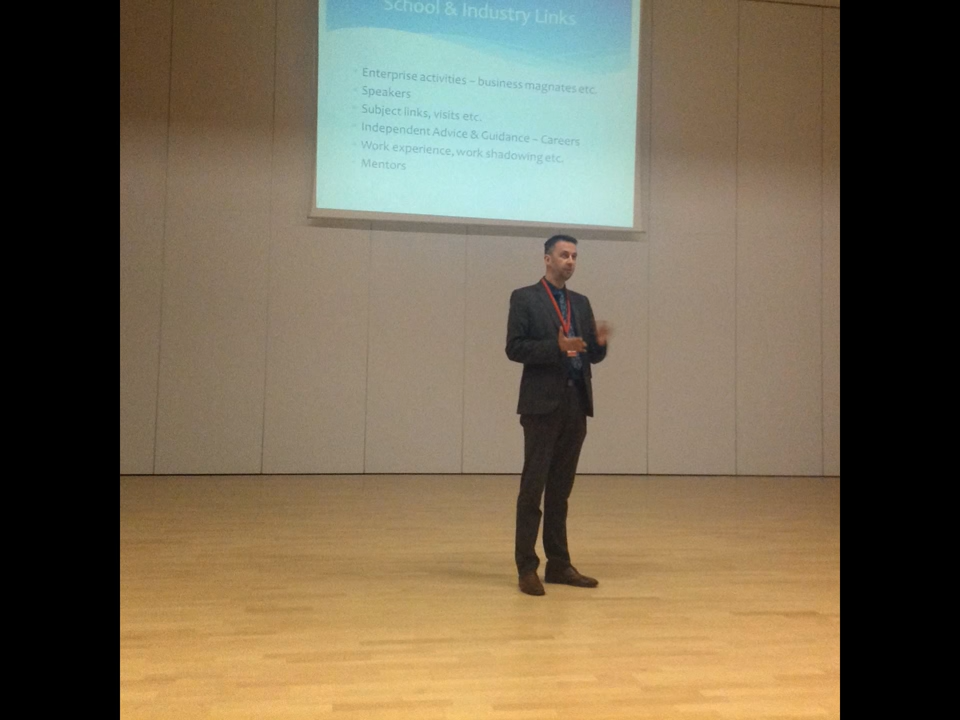 School & Industry Links
Enterprise activities – business magnates etc.
Speakers
Subject links, visits etc.
Independent Advice & Guidance – Careers
Work experience, work shadowing etc.
Mentors